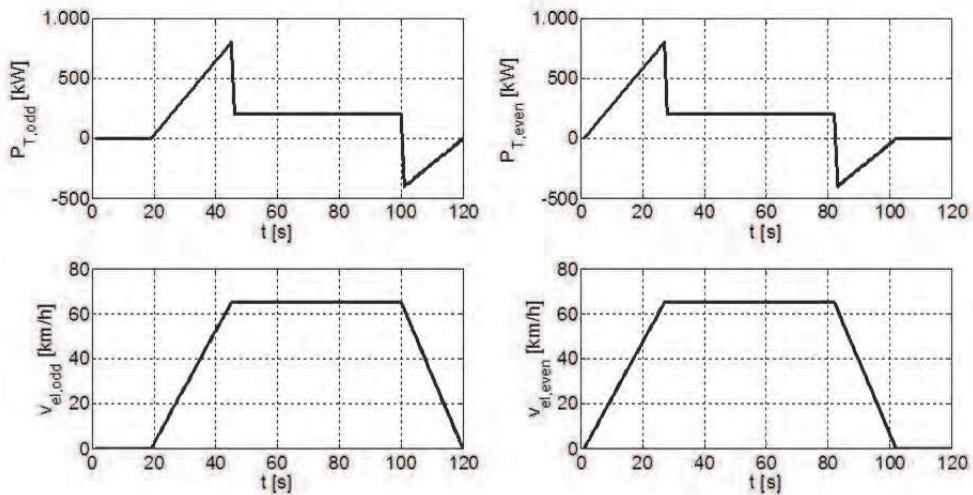 1.000
500
0
-500
P_T,odd [kW]
0 20 40 60 80 100 120
t [s]
1.000
500
0
-500
P_T,even [kW]
0 20 40 60 80 100 120
t [s]
80
60
40
20
0
v_el,odd [km/h]
0 20 40 60 80 100 120
t [s]
80
60
40
20
0
v_el,even [km/h]
0 20 40 60 80 100 120
t [s]